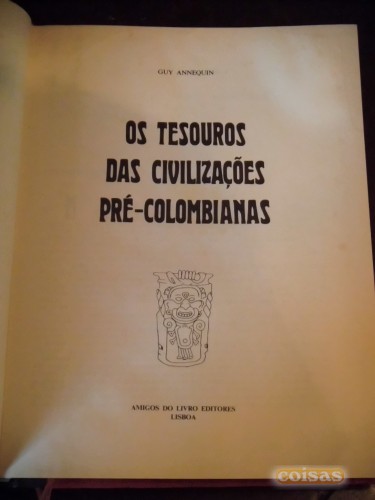 GUY ANNEQUIN
OS TESOUROS
DAS CIVILIZAÇÕES
PRÉ-COLOMBIANAS
AMIGOS DO LIVRO EDITORES
LISBOA
coisas